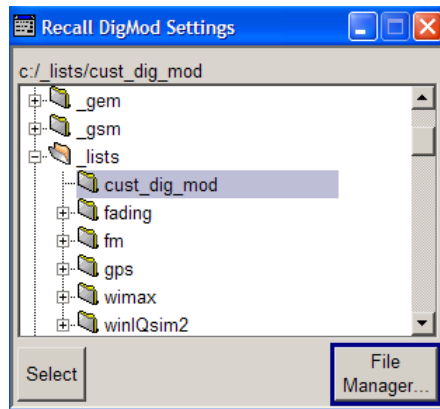 Recall DigMod Settings
c:/_lists/cust_dig_mod
_gem
_gsm
_lists
cust_dig_mod
fading
fm
gps
wimax
winIQsim2
Select
File
Manager...